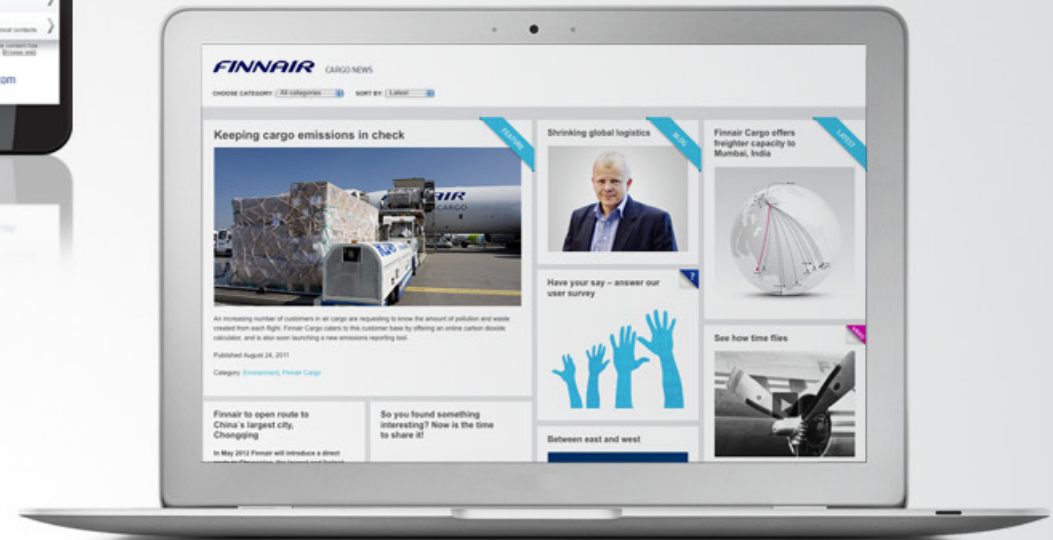 com
FINNAIR CARGO NEWS
CHOOSE CATEGORY: All categories SORT BY: Latest
Keeping cargo emissions in check
FEATURE
AIR
CARGO
An increasing number of customers in air cargo are requesting to know the amount of pollution and waste
created from each flight. Finnair Cargo caters to this customer base by offering an online carbon dioxide
calculator, and is also soon launching a new emissions reporting tool.
Published August 24, 2011
Category: Environment, Finnair Cargo
Finnair to open route to
China´s largest city,
Chongqing
In May 2012 Finnair will introduce a direct
So you found something
interesting? Now is the time
to share it!
Shrinking global logistics
BLOG
Have your say – answer our
user survey
?
Between east and west
Finnair Cargo offers
freighter capacity to
Mumbai, India
LATEST
See how time flies
VIDEO